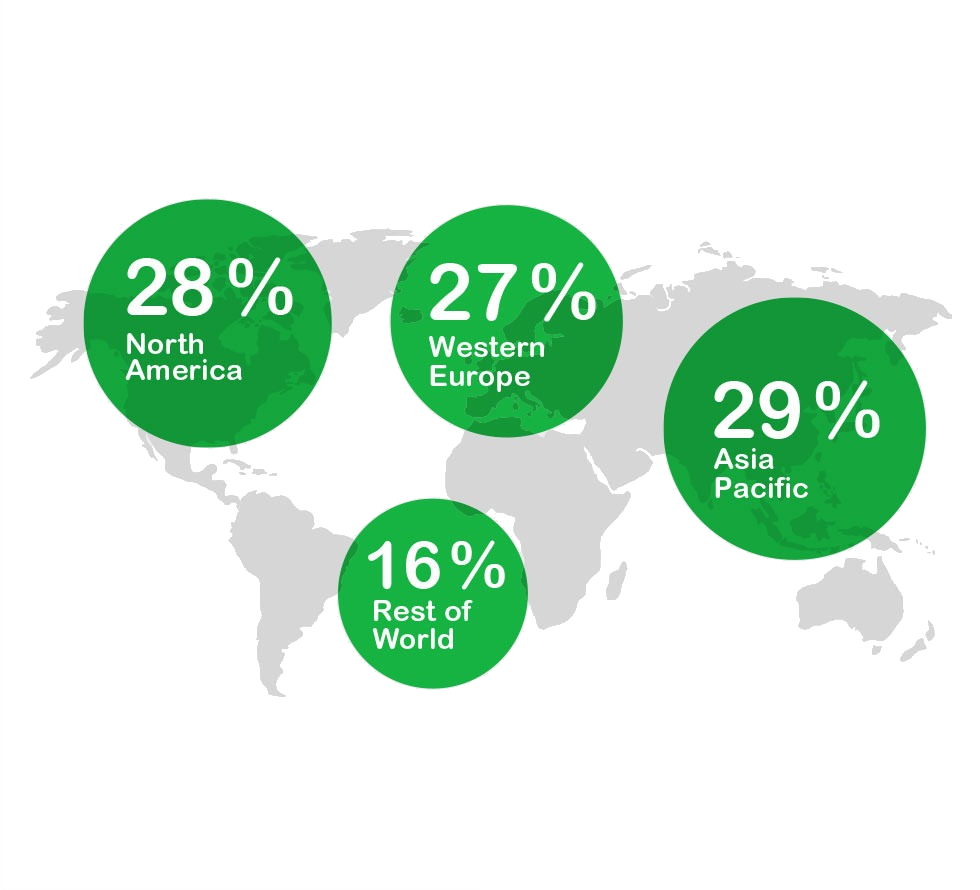 28%
North
America
27%
Western
Europe
29%
Asia
Pacific
16%
Rest of
World